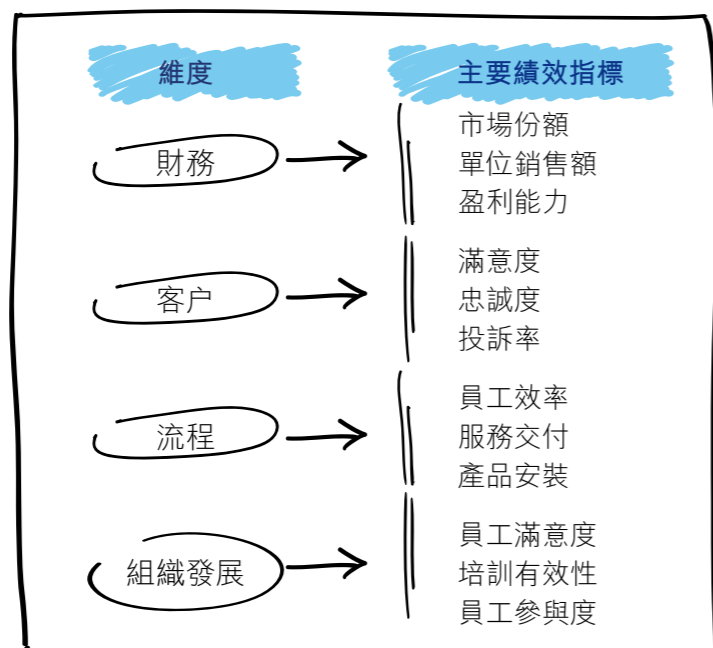 維度
主要績效指標
財務
市場份額
單位銷售額
盈利能力
客户
滿意度
忠誠度
投訴率
流程
員工效率
服務交付
產品安裝
組織發展
員工滿意度
培訓有效性
員工參與度